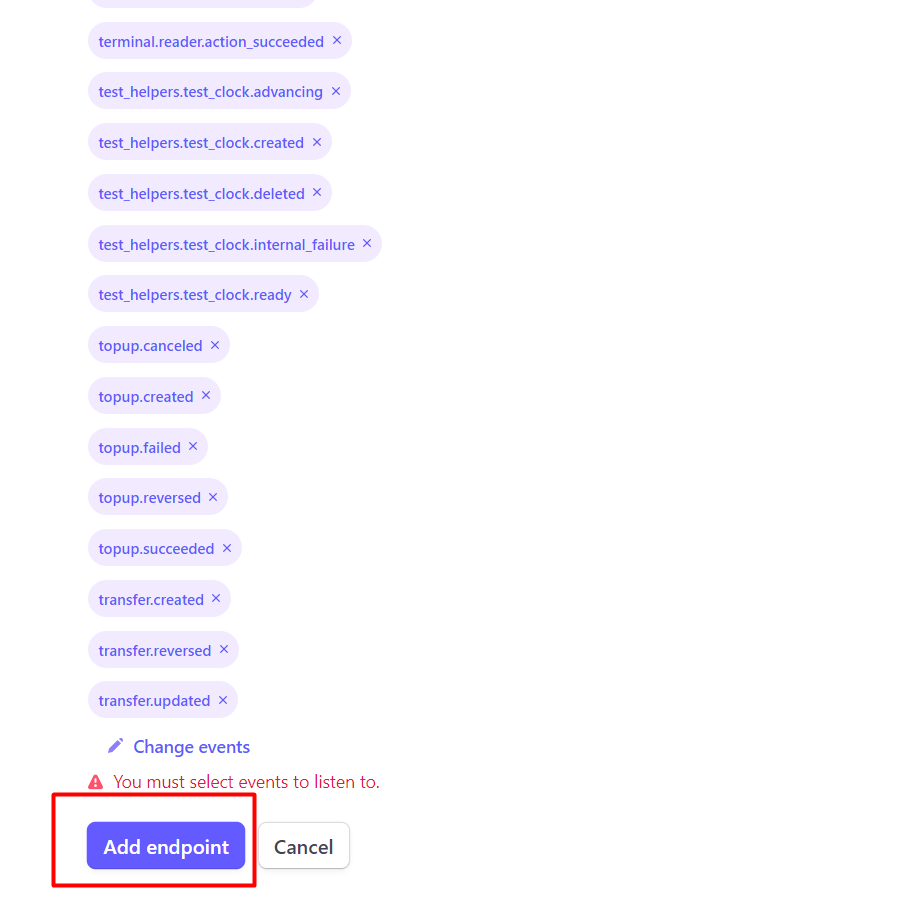 terminal.reader.action_succeeded ×
test_helpers.test_clock.advancing ×
test_helpers.test_clock.created ×
test_helpers.test_clock.deleted ×
test_helpers.test_clock.internal_failure ×
test_helpers.test_clock.ready ×
topup.canceled ×
topup.created ×
topup.failed ×
topup.reversed ×
topup.succeeded ×
transfer.created ×
transfer.reversed ×
transfer.updated ×
Change events
You must select events to listen to.
Add endpoint Cancel